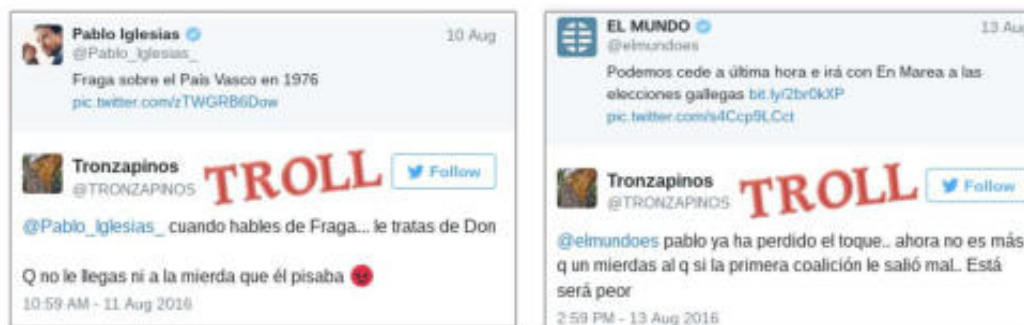 Pablo Iglesias
10 Aug
@Pablo_Iglesias_
Fraga sobre el País Vasco en 1976
pic.twitter.com/zTWGRB6Dow
Tronzapinos
@TRONZAPINOS
TROLL
Follow
@Pablo_Iglesias_ cuando hables de Fraga... le tratas de Don
Q no le llegas ni a la mierda que él pisaba
10:59 AM - 11 Aug 2016
EL MUNDO
13 Aug
@elmundoes
Podemos cede a última hora e irá con En Marea a las
elecciones gallegas bit.ly/2br0kXP
pic.twitter.com/s4Ccp9LCct
Tronzapinos
@TRONZAPINOS
TROLL
Follow
@elmundoes pablo ya ha perdido el toque.. ahora no es más
q un mierdas al q si la primera coalición le salió mal.. Está
será peor
2:59 PM - 13 Aug 2016